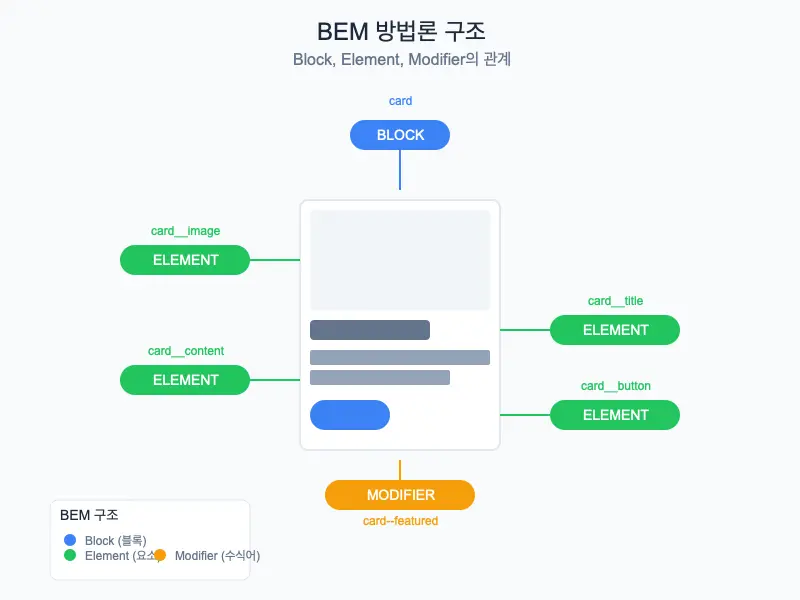 BEM 방법론 구조
Block, Element, Modifier의 관계
card
BLOCK
card__image
ELEMENT
card__title
ELEMENT
card__content
ELEMENT
card__button
ELEMENT
MODIFIER
card--featured
BEM 구조
Block (블록)
Element (요소
Modifier (수식어)